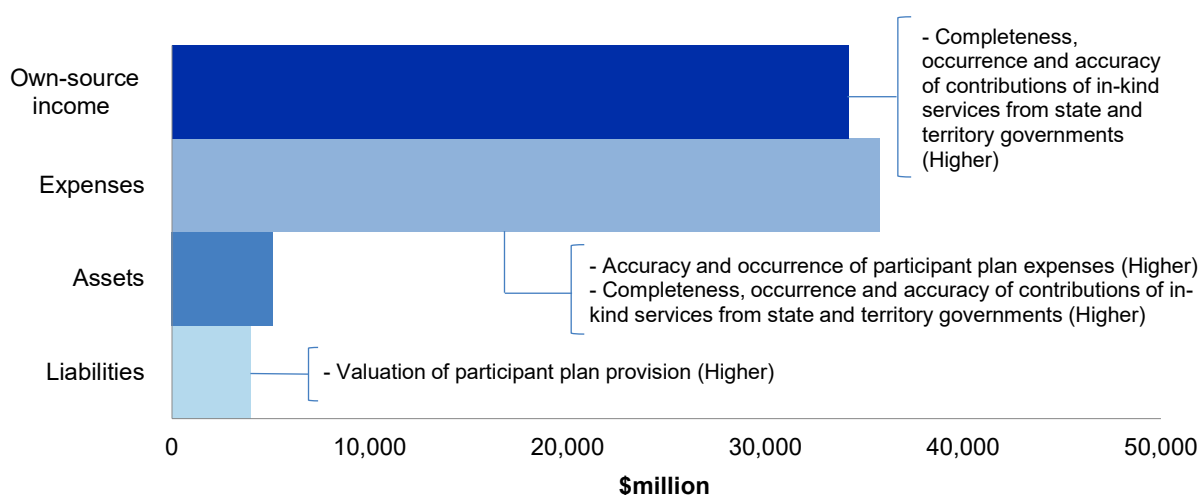 Own-source
income
- Completeness,
occurrence and accuracy
of contributions of in-kind
services from state and
territory governments
(Higher)
Expenses
- Accuracy and occurrence of participant plan expenses (Higher)
- Completeness, occurrence and accuracy of contributions of in-
kind services from state and territory governments (Higher)
Assets
Liabilities
- Valuation of participant plan provision (Higher)
0 10,000 20,000 30,000 40,000 50,000
$million